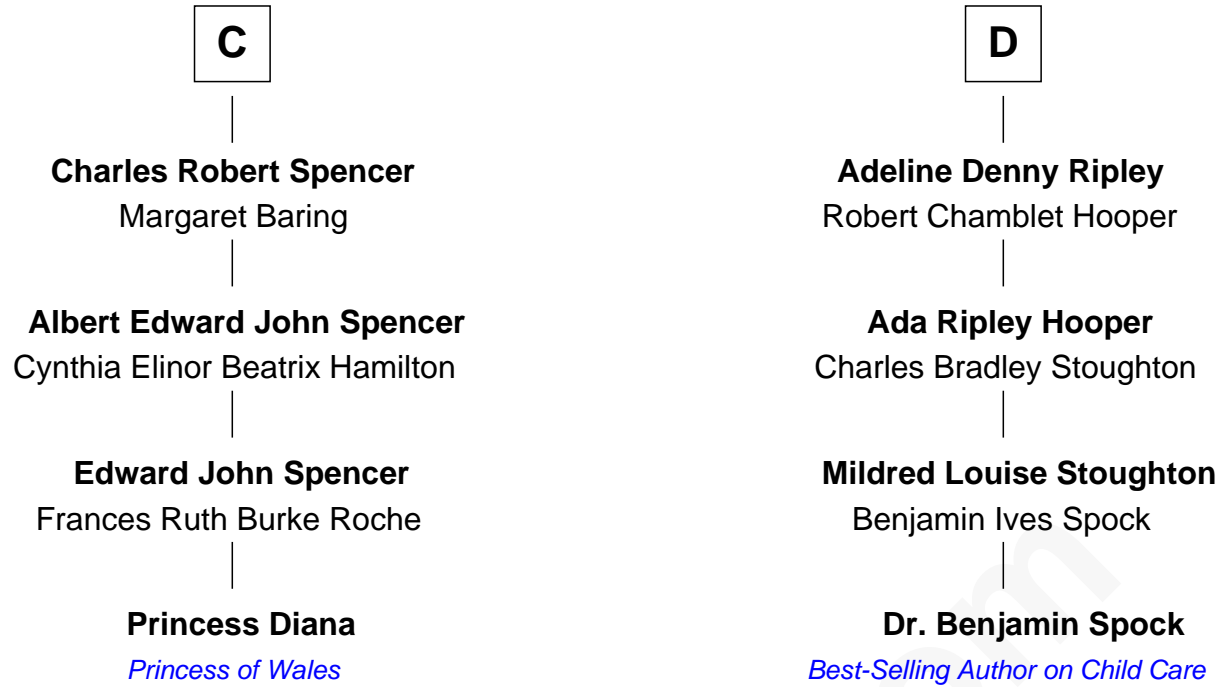 C
Charles Robert Spencer
Margaret Baring
Albert Edward John Spencer
Cynthia Elinor Beatrix Hamilton
Edward John Spencer
Frances Ruth Burke Roche
Princess Diana
Princess of Wales
D
Adeline Denny Ripley
Robert Chamblet Hooper
Ada Ripley Hooper
Charles Bradley Stoughton
Mildred Louise Stoughton
Benjamin Ives Spock
Dr. Benjamin Spock
Best-Selling Author on Child Care